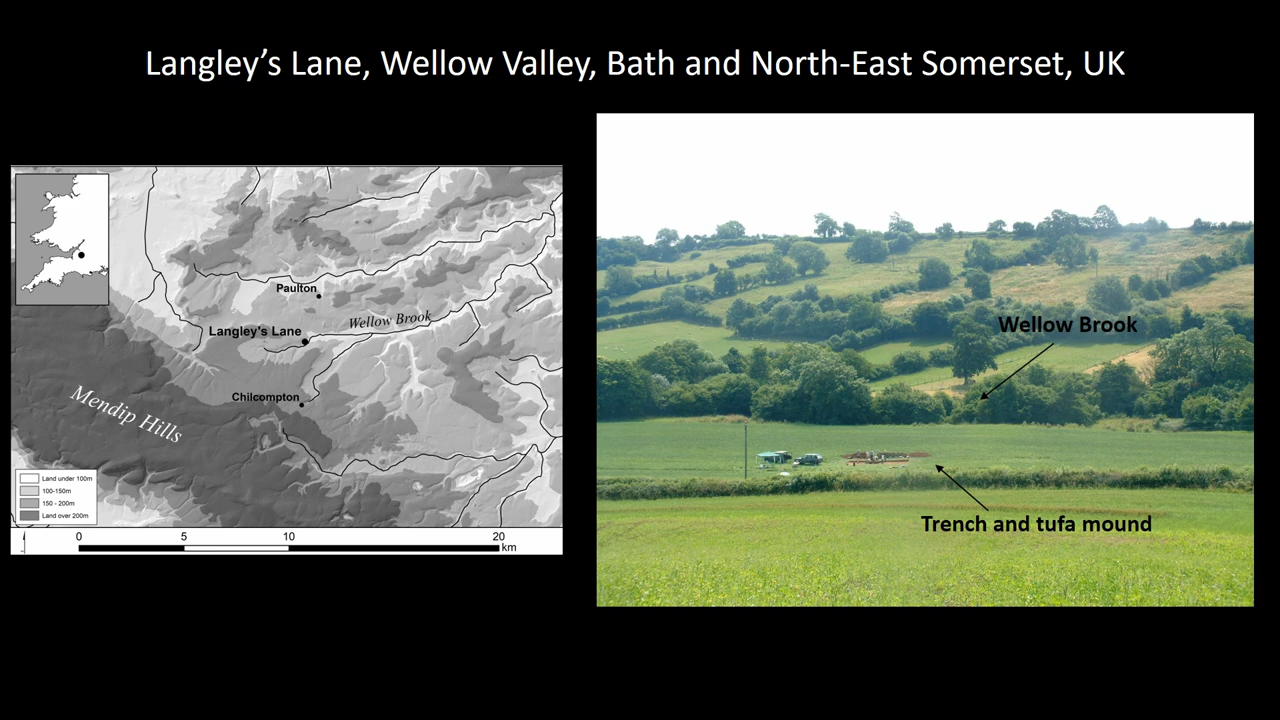 Langley’s Lane, Wellow Valley, Bath and North-East Somerset, UK
Paulton
Langley's Lane
Wellow Brook
Chilcompton
Mendip Hills
Land under 100m
100-150m
150 - 200m
Land over 200m
0 5 10 20
km
Wellow Brook
Trench and tufa mound